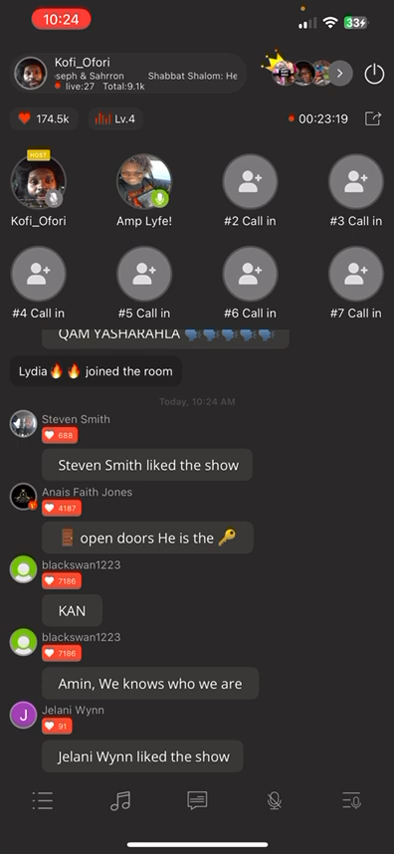 10:24
33
Kofi_Ofori
seph & Sahrron Shabbat Shalom: He
live:27 Total:9.1k
174.5k
Lv.4
00:23:19
HOST
Kofi_Ofori
Amp Lyfe!
#2 Call in
#3 Call in
#4 Call in
#5 Call in
#6 Call in
#7 Call in
QAM YASHARAHLA 🗣️🗣️🗣️🗣️🗣️
Lydia🔥🔥 joined the room
Today, 10:24 AM
Steven Smith
688
Steven Smith liked the show
Anais Faith Jones
4187
🚪 open doors He is the 🔑
blackswan1223
7186
KAN
blackswan1223
7186
Amin, We knows who we are
Jelani Wynn
J
91
Jelani Wynn liked the show